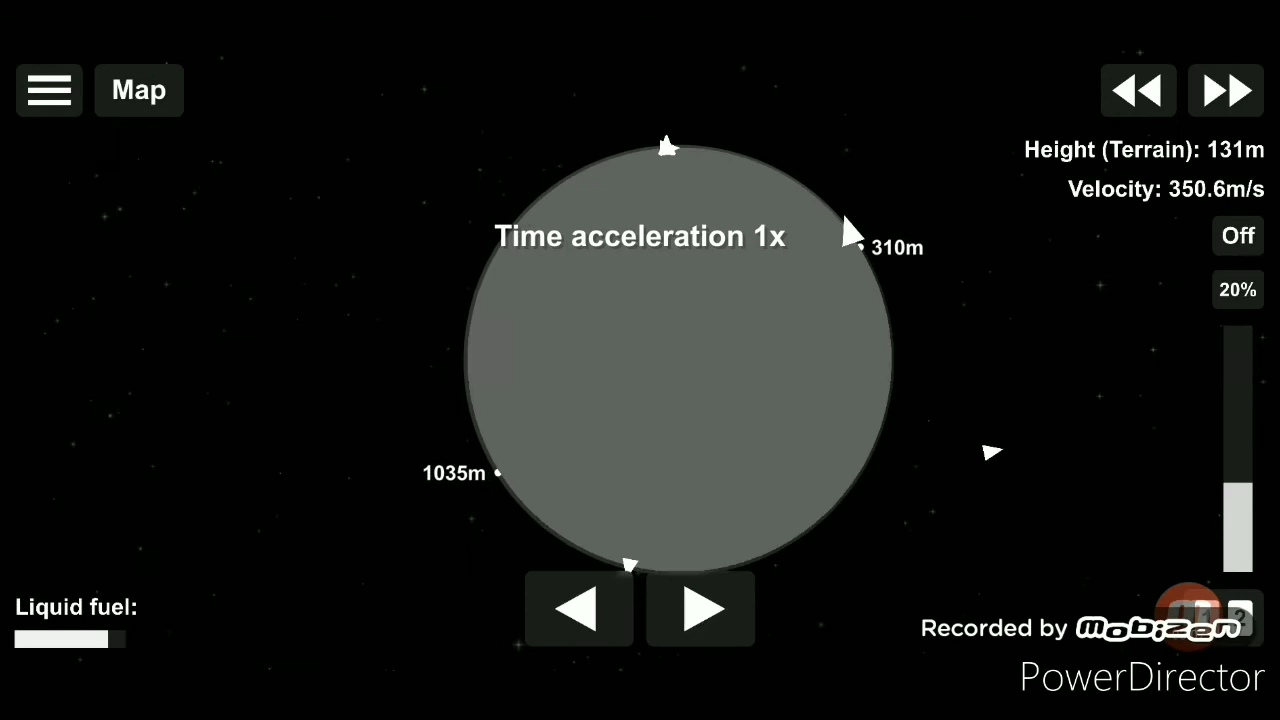 Map
Height (Terrain): 131m
Velocity: 350.6m/s
Time acceleration 1x
Off
310m
20%
1035m
Liquid fuel:
2
Recorded by Mobizen
PowerDirector